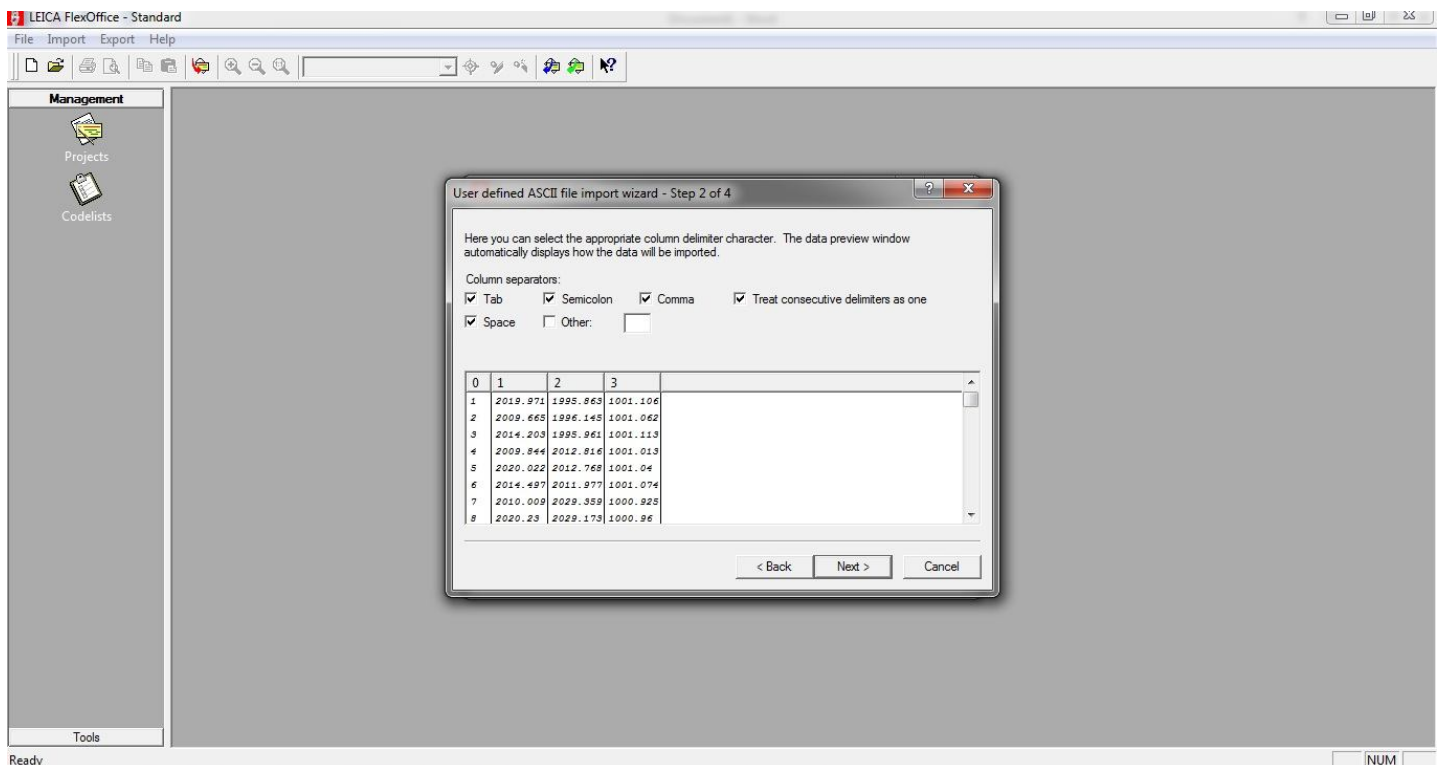 LEICA FlexOffice - Standard
File Import Export Help
Management
Projects
Codelists
User defined ASCII file import wizard - Step 2 of 4
Here you can select the appropriate column delimiter character. The data preview window
automatically displays how the data will be imported.
Column separators:
Tab Semicolon Comma Treat consecutive delimiters as one
Space Other:
0 1 2 3
1 2019.971 1995.863 1001.106
2 2009.665 1996.145 1001.062
3 2014.203 1995.961 1001.113
4 2009.844 2012.816 1001.013
5 2020.022 2012.768 1001.04
6 2014.497 2011.977 1001.074
7 2010.009 2029.359 1000.925
8 2020.23 2029.173 1000.96
< Back Next > Cancel
Tools
Ready NUM